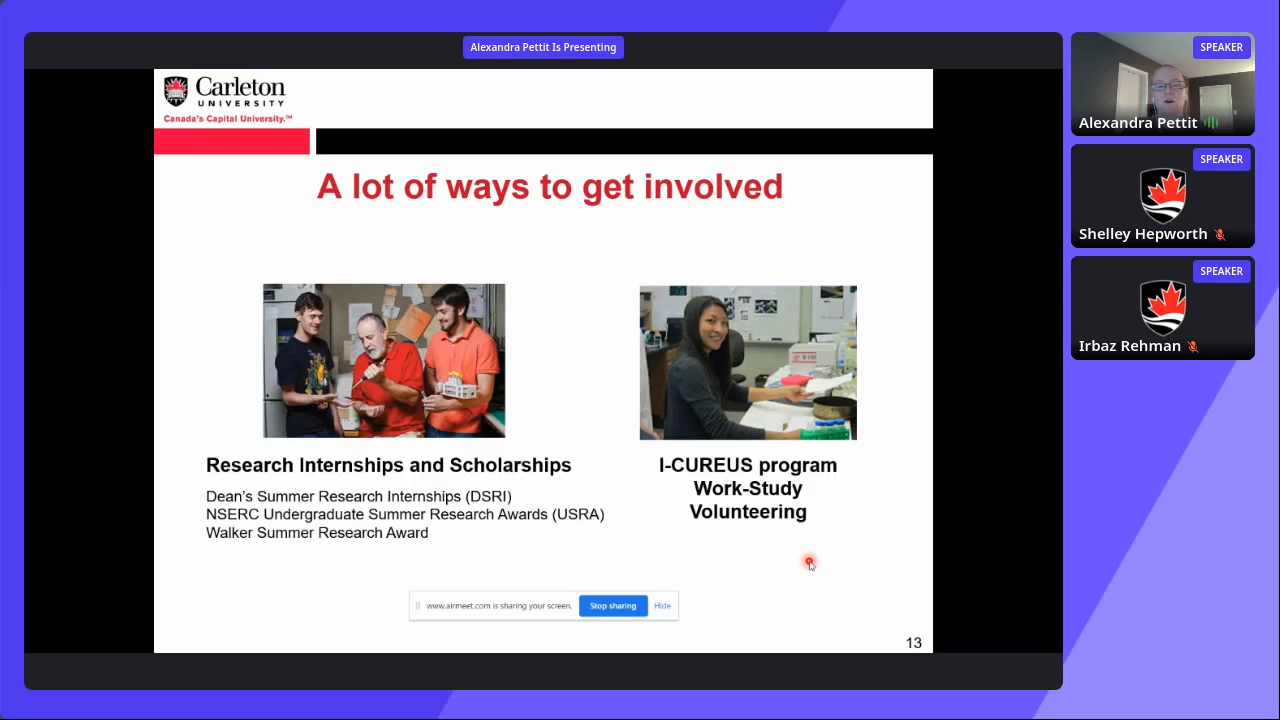 Alexandra Pettit Is Presenting
Carleton
UNIVERSITY
Canada's Capital University.™
A lot of ways to get involved
Research Internships and Scholarships
Dean's Summer Research Internships (DSRI)
NSERC Undergraduate Summer Research Awards (USRA)
Walker Summer Research Award
I-CUREUS program
Work-Study
Volunteering
www.airmeet.com is sharing your screen.
Stop sharing
Hide
13
SPEAKER
Alexandra Pettit
SPEAKER
Shelley Hepworth
SPEAKER
Irbaz Rehman